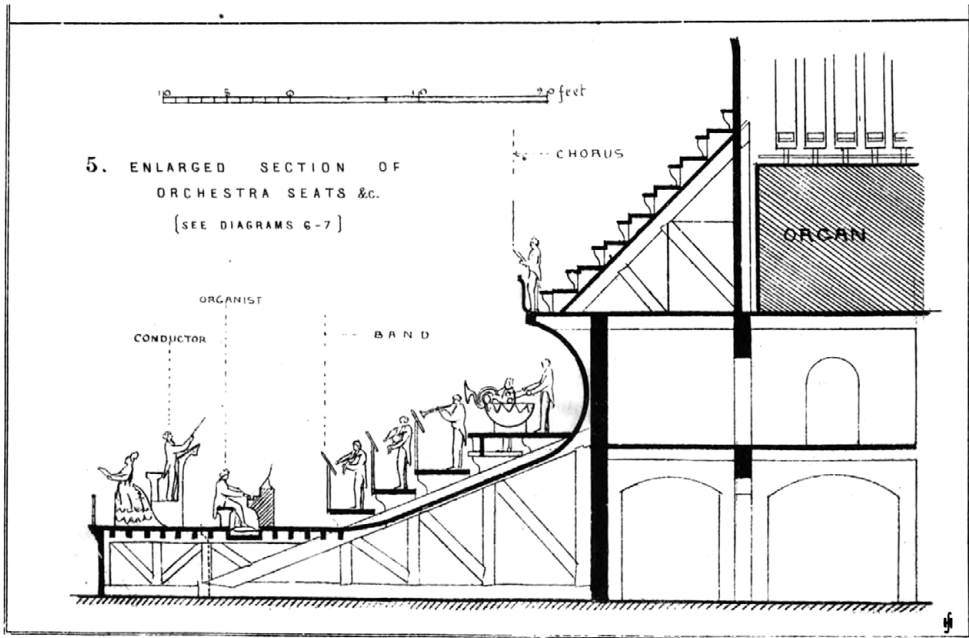 10 5 0 10 20 feet
5. ENLARGED SECTION OF
ORCHESTRA SEATS &c.
[SEE DIAGRAMS 6-7]
CHORUS
ORGAN
ORGANIST
CONDUCTOR
BAND